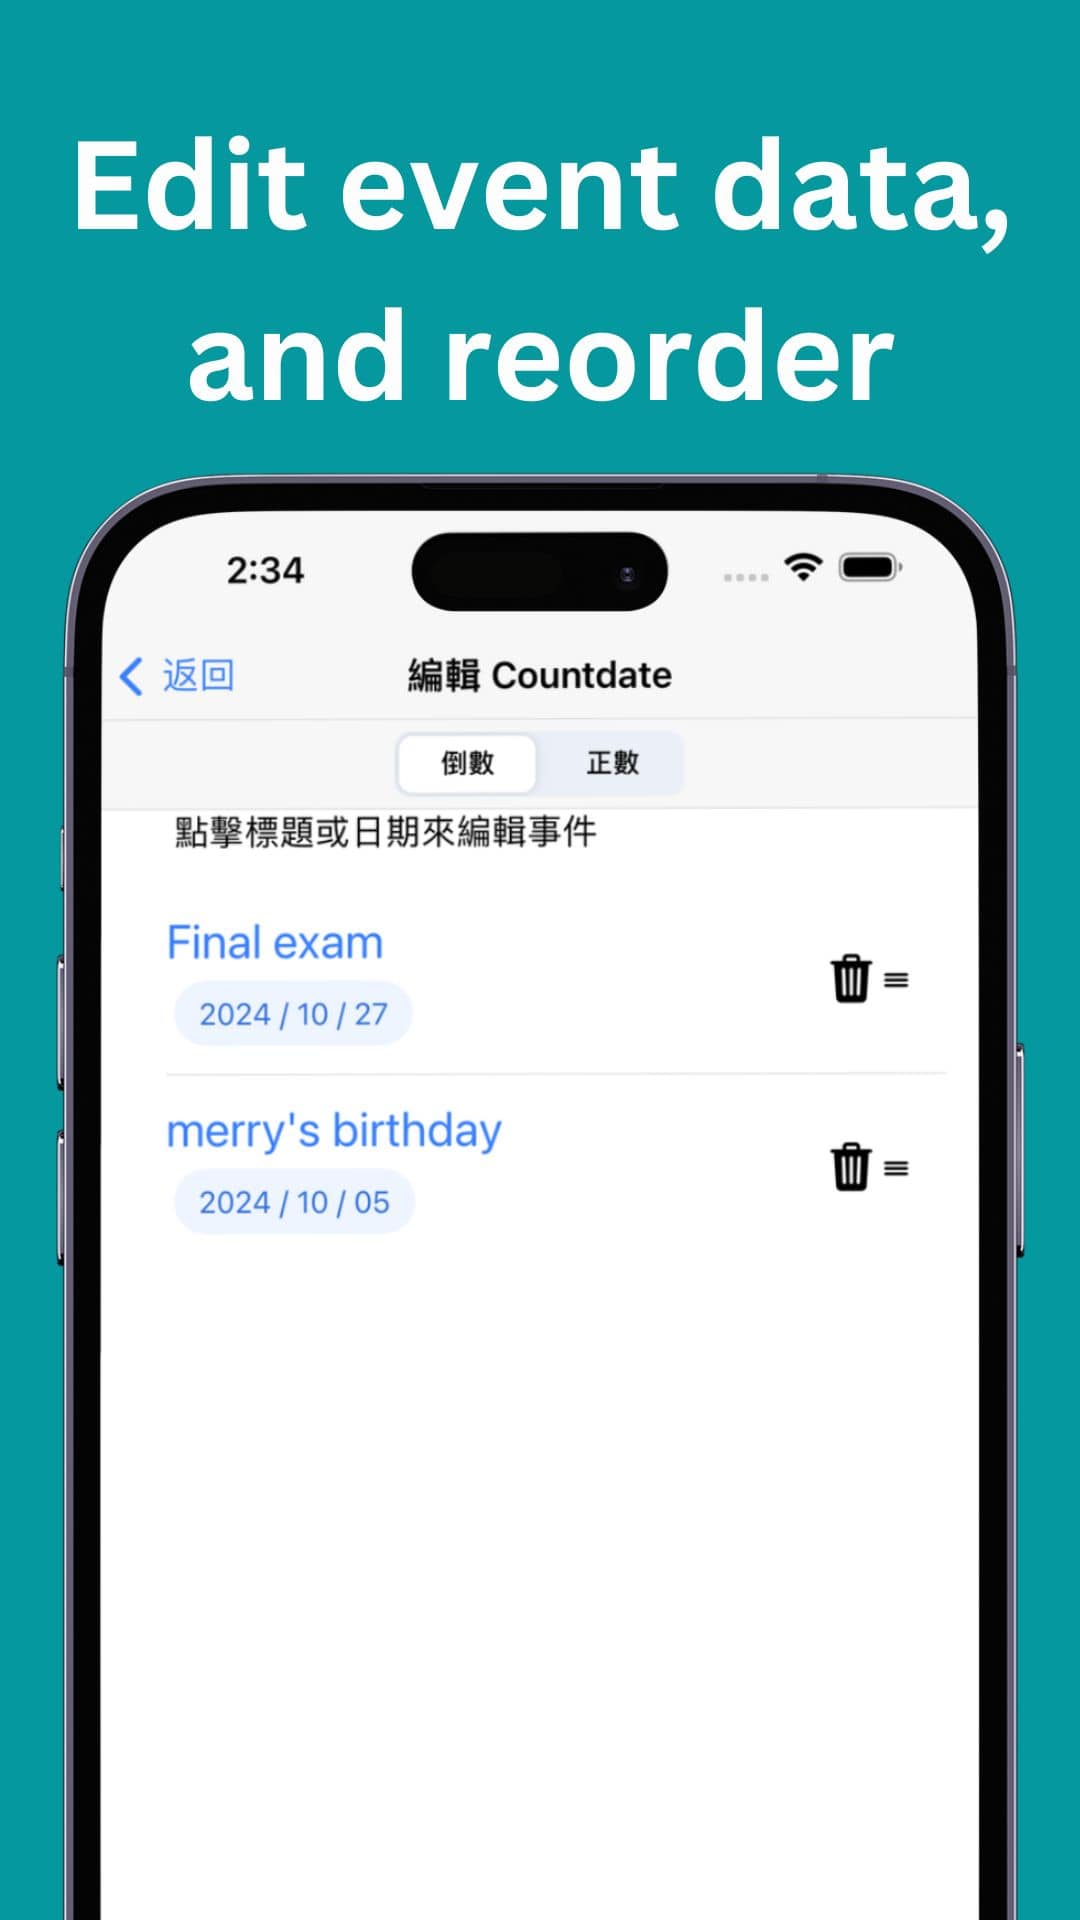 Edit event data,
and reorder
2:34
返回
編輯 Countdate
倒數
正數
點擊標題或日期來編輯事件
Final exam
2024 / 10 / 27
merry's birthday
2024 / 10 / 05